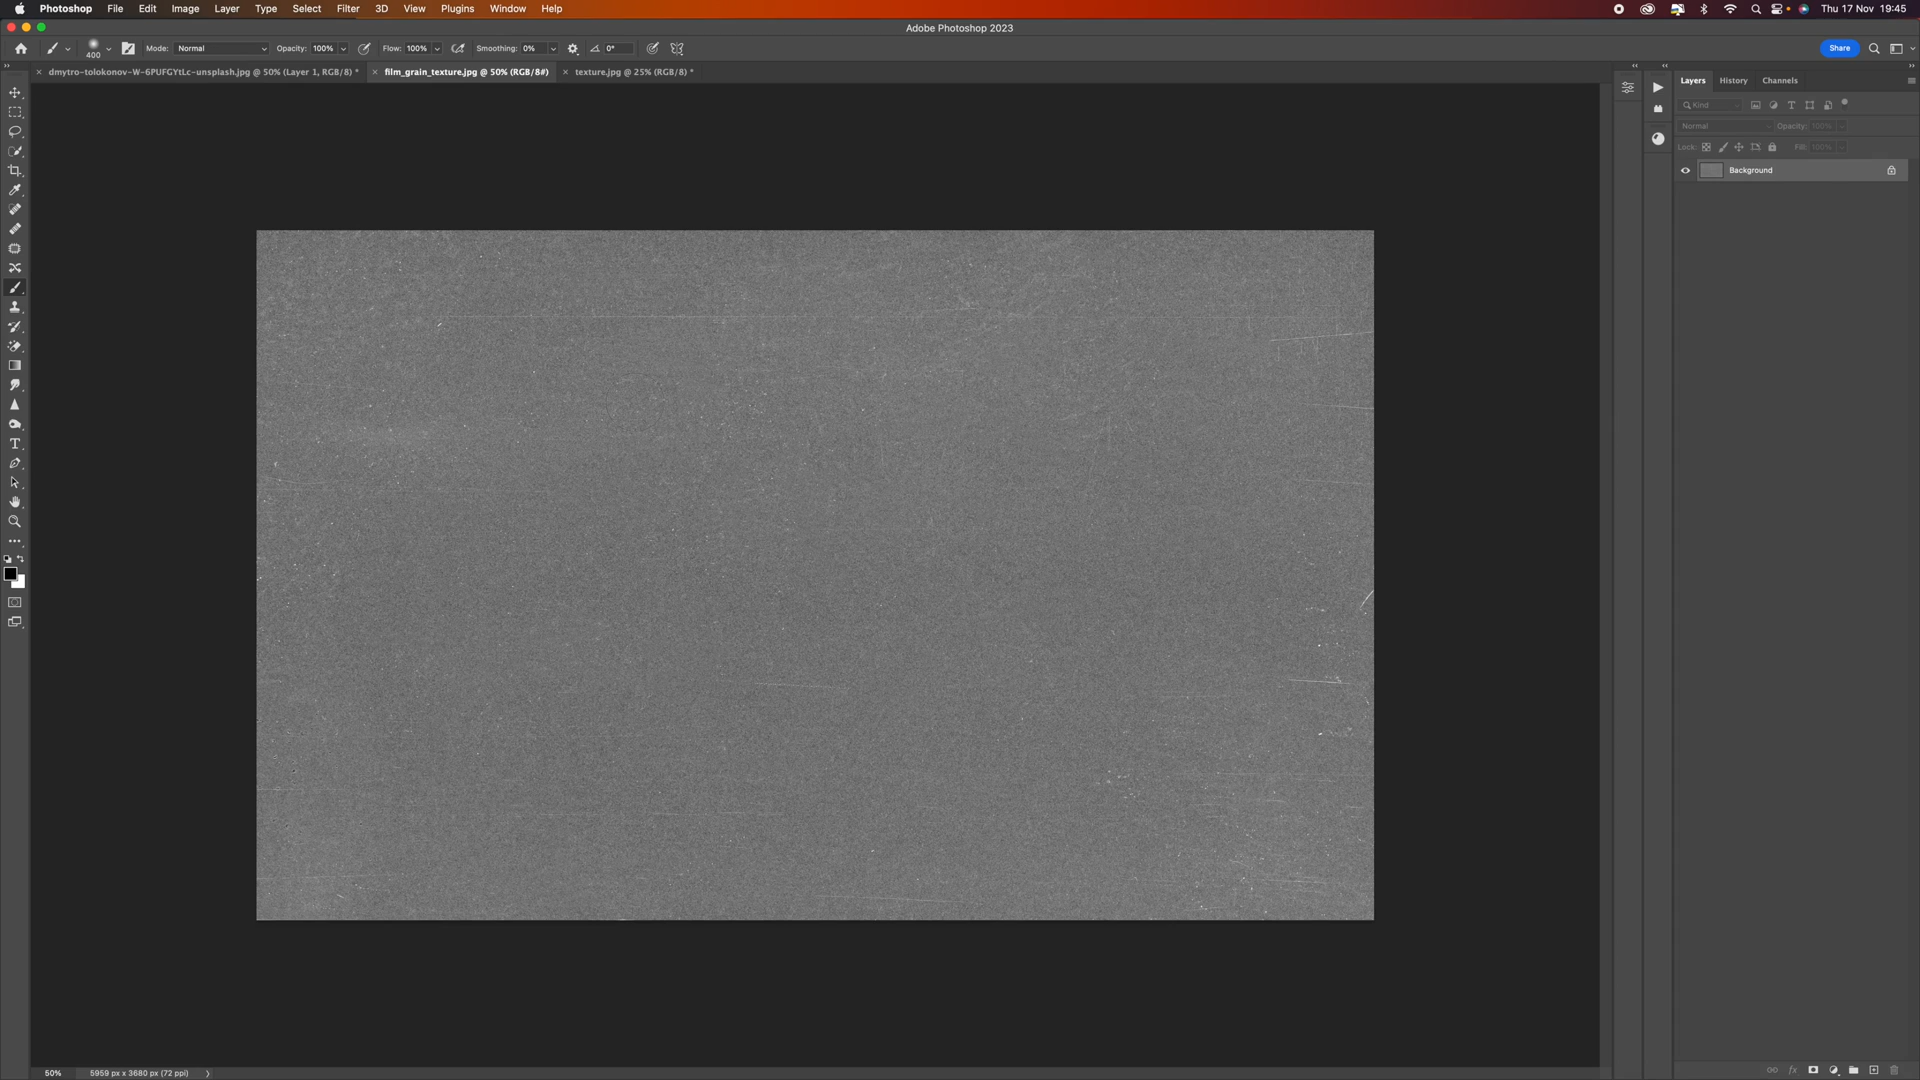 Photoshop File Edit Image Layer Type Select Filter 3D View Plugins Window Help Thu 17 Nov 19:45
Adobe Photoshop 2023
400 Mode: Normal Opacity: 100% Flow: 100% Smoothing: 0% 0° Share
dmytro-tolokonov-W-6PUFGYtLc-unsplash.jpg @ 50% (Layer 1, RGB/8) * film_grain_texture.jpg @ 50% (RGB/8#) texture.jpg @ 25% (RGB/8) *
Layers History Channels
Kind
Normal Opacity: 100%
Lock: Fill: 100%
Background
50% 5959 px x 3680 px (72 ppi)